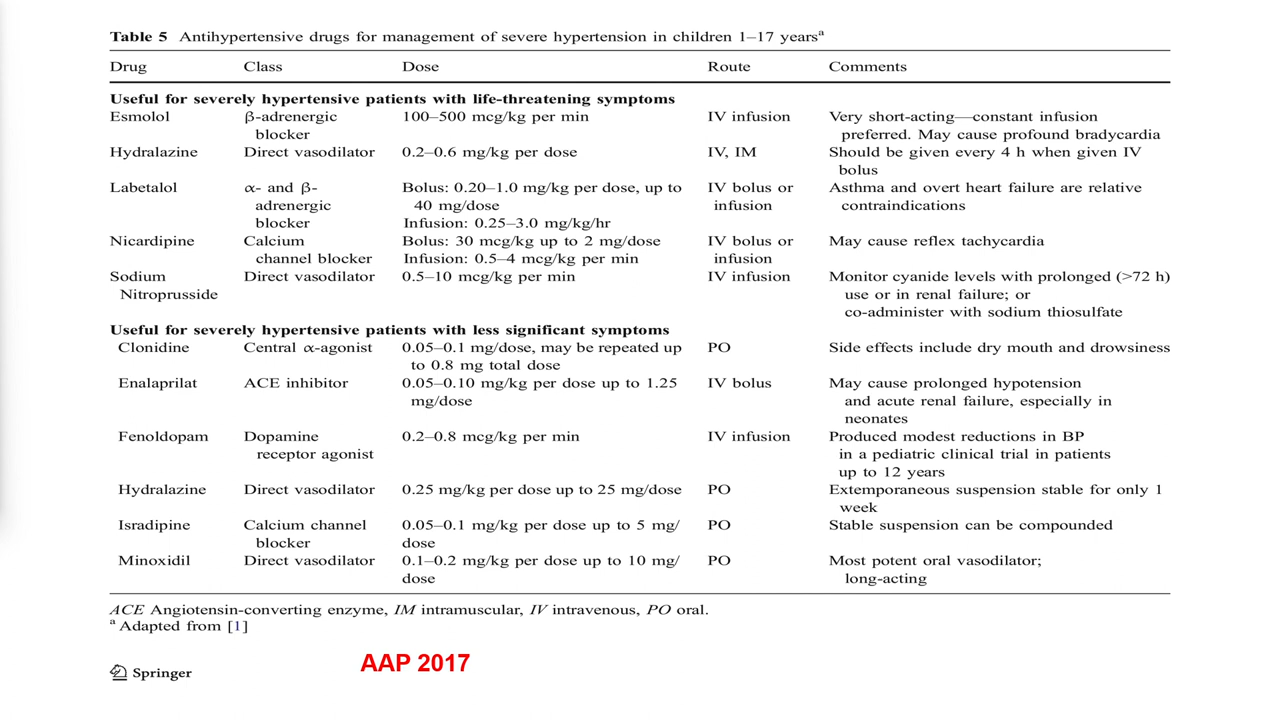 Table 5 Antihypertensive drugs for management of severe hypertension in children 1–17 yearsa
Drug Class Dose Route Comments
Useful for severely hypertensive patients with life-threatening symptoms
Esmolol β-adrenergic 100–500 mcg/kg per min IV infusion Very short-acting—constant infusion
blocker preferred. May cause profound bradycardia
Hydralazine Direct vasodilator 0.2–0.6 mg/kg per dose IV, IM Should be given every 4 h when given IV
bolus
Labetalol α- and β- Bolus: 0.20–1.0 mg/kg per dose, up to IV bolus or Asthma and overt heart failure are relative
adrenergic 40 mg/dose infusion contraindications
blocker Infusion: 0.25–3.0 mg/kg/hr
Nicardipine Calcium Bolus: 30 mcg/kg up to 2 mg/dose IV bolus or May cause reflex tachycardia
channel blocker Infusion: 0.5–4 mcg/kg per min infusion
Sodium Direct vasodilator 0.5–10 mcg/kg per min IV infusion Monitor cyanide levels with prolonged (>72 h)
Nitroprusside use or in renal failure; or
co-administer with sodium thiosulfate
Useful for severely hypertensive patients with less significant symptoms
Clonidine Central α-agonist 0.05–0.1 mg/dose, may be repeated up PO Side effects include dry mouth and drowsiness
to 0.8 mg total dose
Enalaprilat ACE inhibitor 0.05–0.10 mg/kg per dose up to 1.25 IV bolus May cause prolonged hypotension
mg/dose and acute renal failure, especially in
neonates
Fenoldopam Dopamine 0.2–0.8 mcg/kg per min IV infusion Produced modest reductions in BP
receptor agonist in a pediatric clinical trial in patients
up to 12 years
Hydralazine Direct vasodilator 0.25 mg/kg per dose up to 25 mg/dose PO Extemporaneous suspension stable for only 1
week
Isradipine Calcium channel 0.05–0.1 mg/kg per dose up to 5 mg/ PO Stable suspension can be compounded
blocker dose
Minoxidil Direct vasodilator 0.1–0.2 mg/kg per dose up to 10 mg/ PO Most potent oral vasodilator;
dose long-acting
ACE Angiotensin-converting enzyme, IM intramuscular, IV intravenous, PO oral.
a Adapted from [1]
Springer
AAP 2017